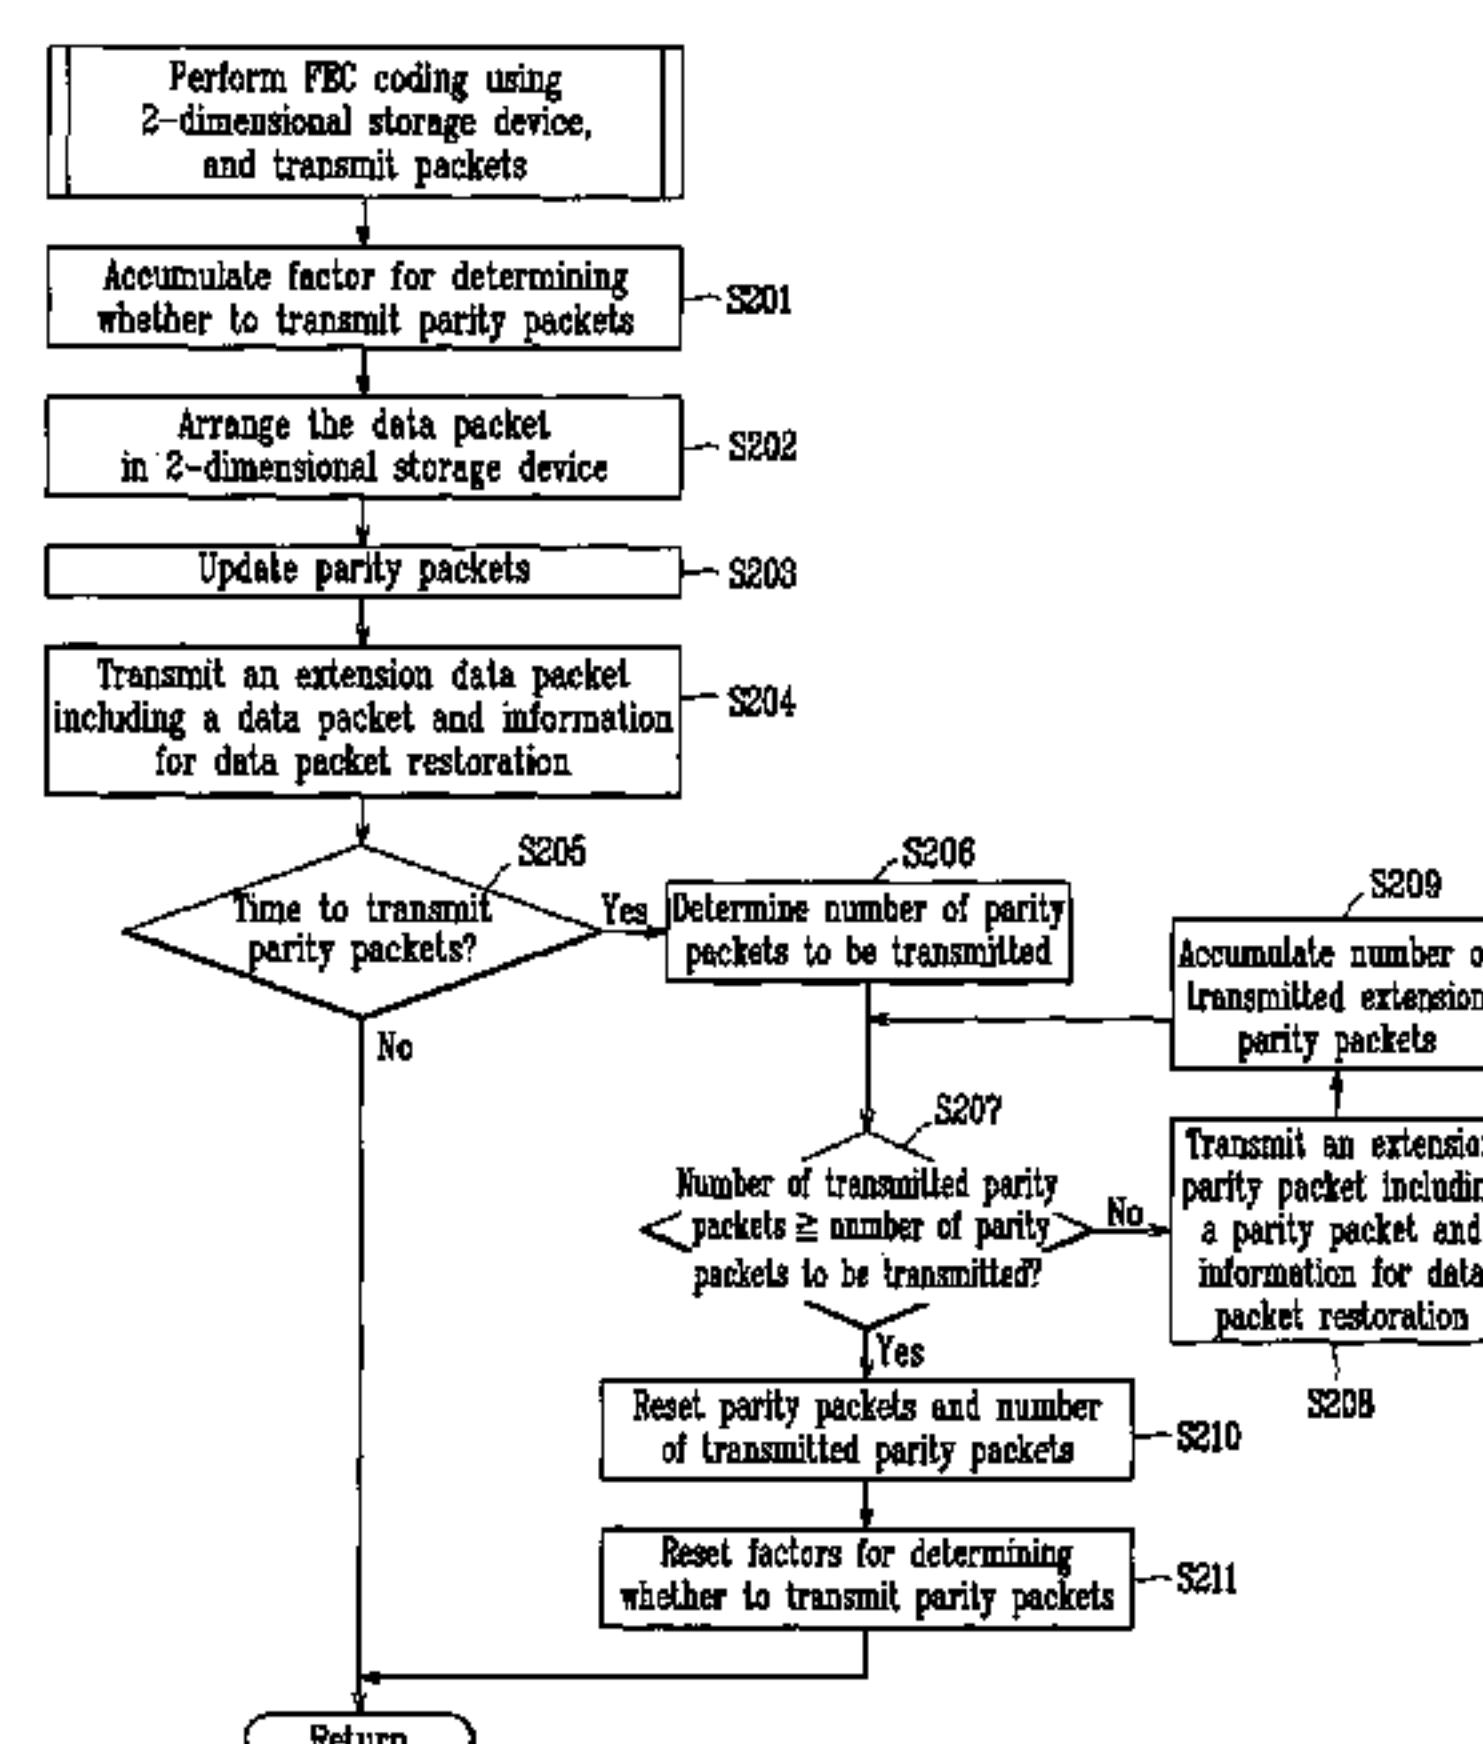 Perform FEC coding using
2-dimensional storage device,
and transmit packets
Accumulate factor for determining
whether to transmit parity packets
S201
Arrange the data packet
in 2-dimensional storage device
S202
Update parity packets
S203
Transmit an extension data packet
including a data packet and information
for data packet restoration
S204
S205
Time to transmit
parity packets?
Yes
No
S206
Determine number of parity
packets to be transmitted
S209
Accumulate number
transmitted extension
parity packets
S207
Number of transmitted parity
packets ≧ number of parity
packets to be transmitted?
No
Yes
Transmit an
parity packet
a parity packet and
information for data
packet restoration
S208
Reset parity packets and number
of transmitted parity packets
S210
Reset factors for determining
whether to transmit parity packets
S211
Return